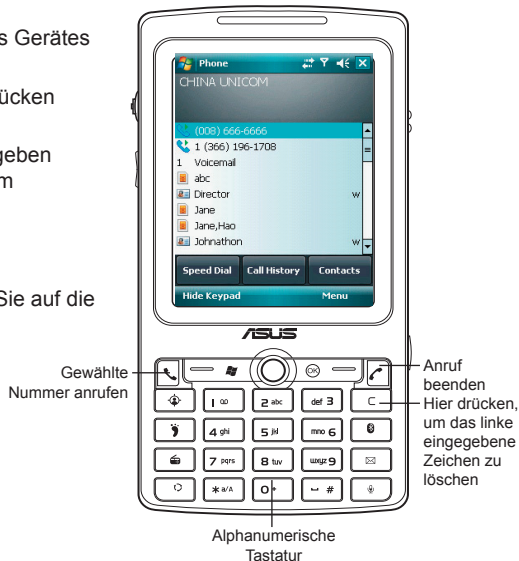 s Gerätes
ücken
geben
m
Sie auf die
Phone
CHINA UNICOM
(008) 666-6666
1 (366) 196-1708
1 Voicemail
abc
Director w
Jane
Jane,Hao
Johnathon w
Speed Dial Call History Contacts
Hide Keypad Menu
ASUS
OK
Gewählte
Nummer anrufen
Anruf
beenden
Hier drücken,
um das linke
eingegebene
Zeichen zu
löschen
1 2 abc def 3 C
4 ghi 5 jkl mno 6
7 pqrs 8 tuv wxyz 9
* a/A 0 + #
Alphanumerische
Tastatur